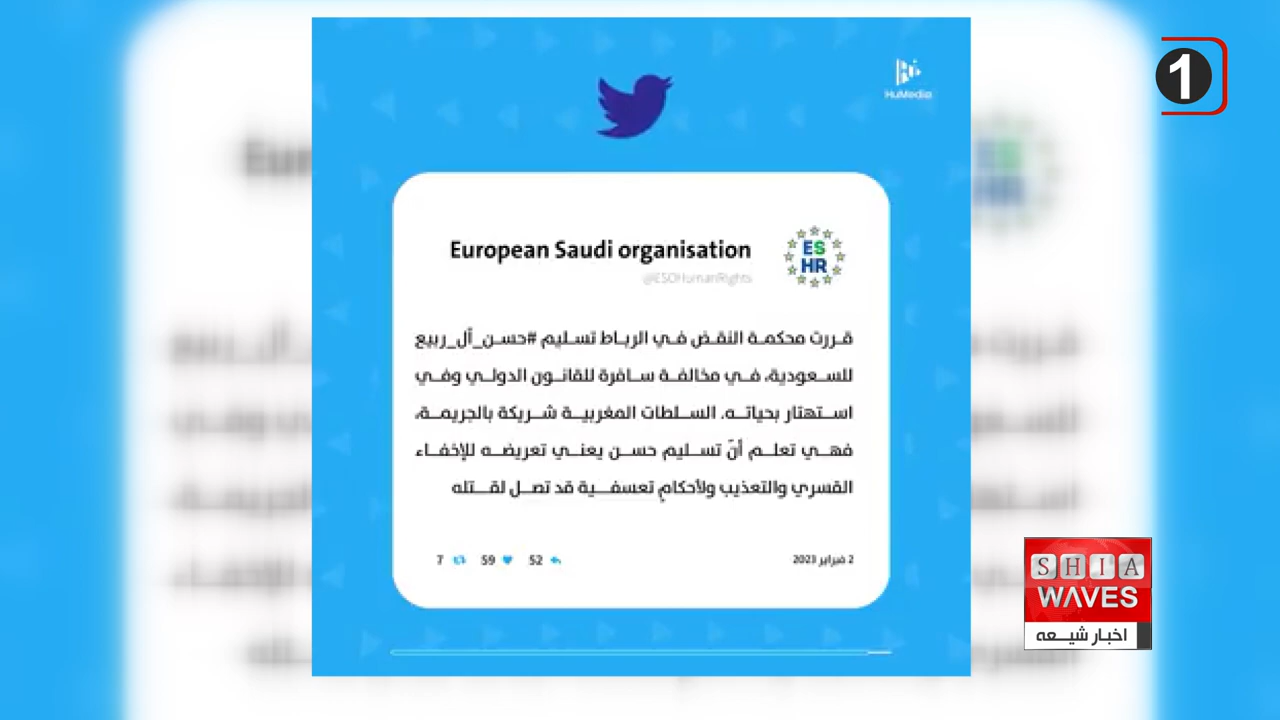 HuMedia
1
European Saudi organisation
@ESOHumanRights
ES
HR
قررت محكمة النقض في الرباط تسليم #حسن_آل_ربيع
للسعودية، في مخالفة سافرة للقانون الدولي وفي
استهتار بحياته. السلطات المغربية شريكة بالجريمة،
فهي تعلم أنّ تسليم حسن يعني تعريضه للإخفاء
القسري والتعذيب ولأحكامٍ تعسفية قد تصل لقتله
7 59 52
2 فبراير 2023
SHIA
WAVES
اخبار شیعه